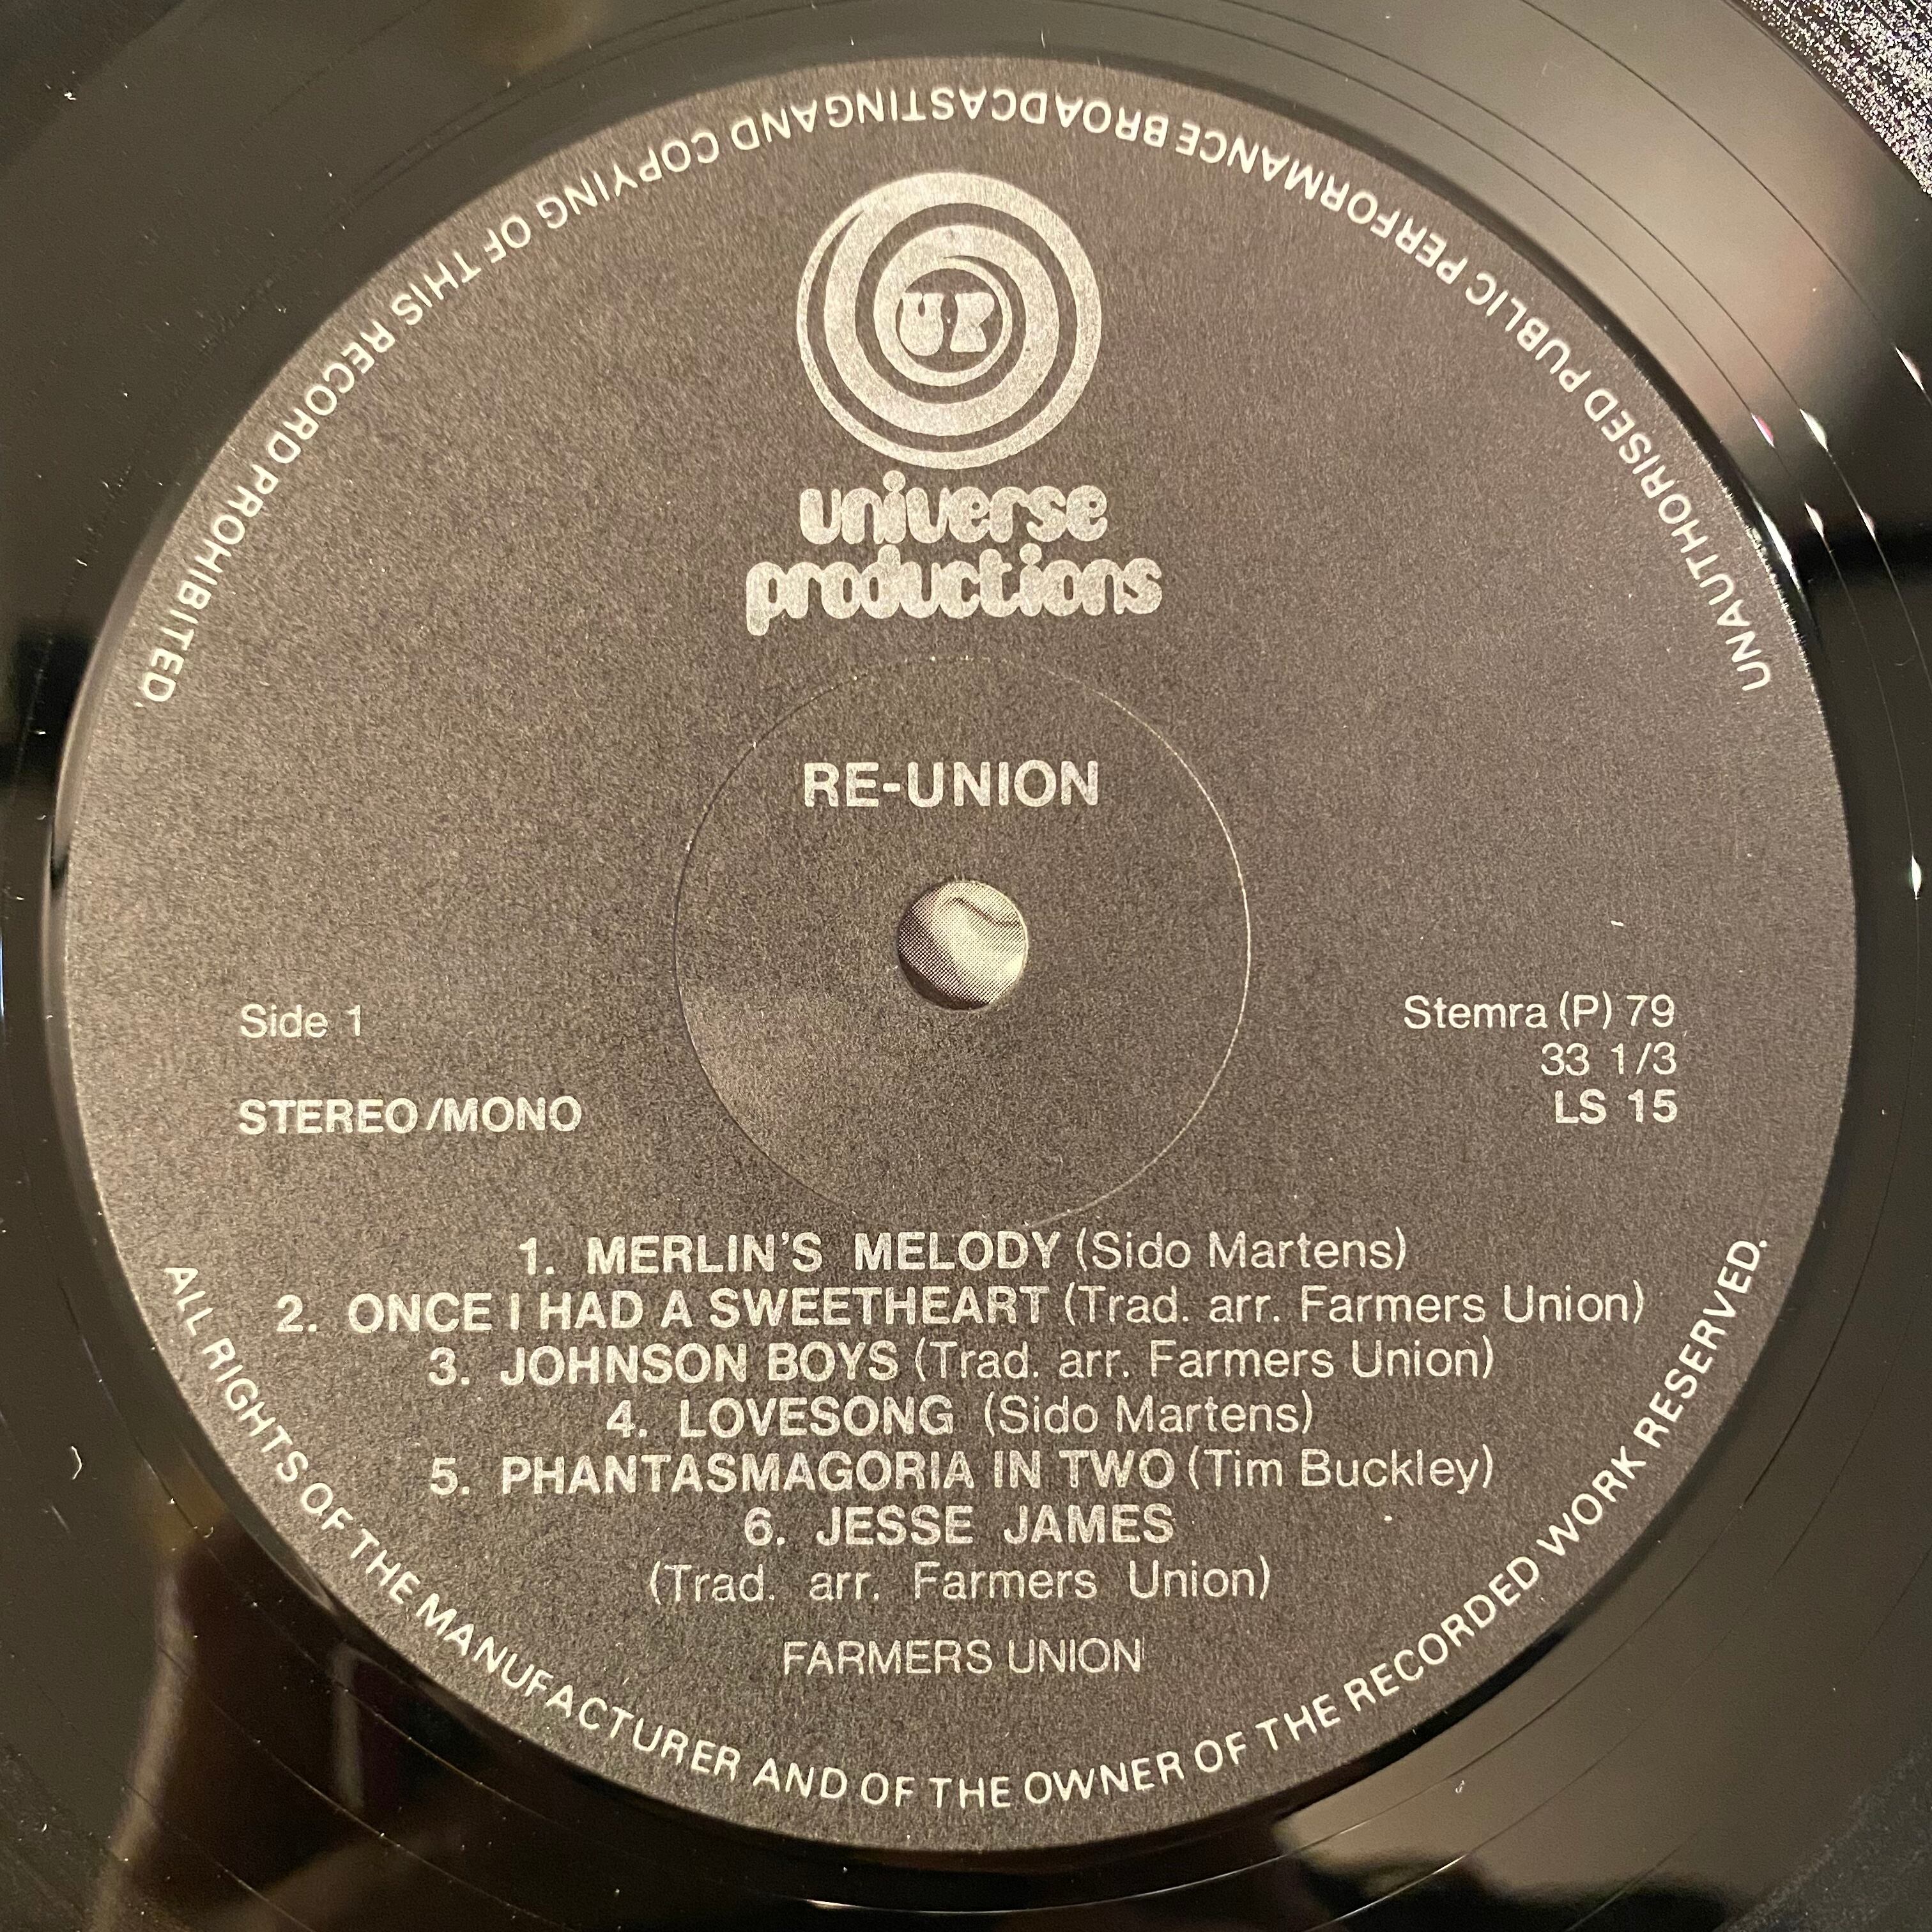 UNAUTHORISED PUBLIC PERFORMANCE BROADCASTING AND COPYING OF THIS RECORD PROHIBITED.
UP
universe
productions
RE-UNION
Side 1
STEREO/MONO
Stemra (P) 79
33 1/3
LS 15
1. MERLIN'S MELODY (Sido Martens)
2. ONCE I HAD A SWEETHEART (Trad. arr. Farmers Union)
3. JOHNSON BOYS (Trad. arr. Farmers Union)
4. LOVESONG (Sido Martens)
5. PHANTASMAGORIA IN TWO (Tim Buckley)
6. JESSE JAMES
(Trad. arr. Farmers Union)
FARMERS UNION
ALL RIGHTS OF THE MANUFACTURER AND OF THE OWNER OF THE RECORDED WORK RESERVED.